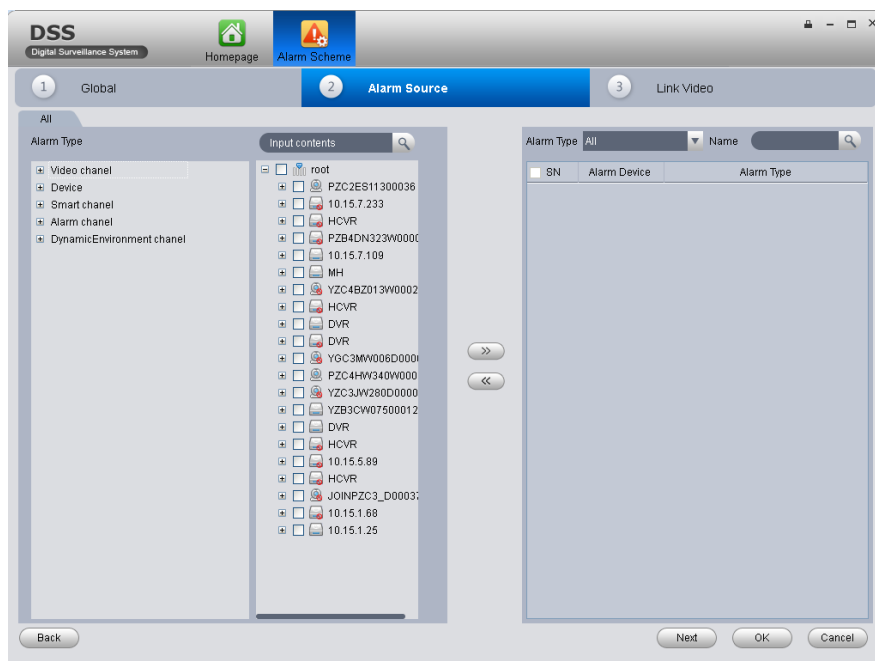 DSS
Digital Surveillance System
Homepage
Alarm Scheme
1 Global
2 Alarm Source
3 Link Video
All
Alarm Type
Input contents
Video chanel
Device
Smart chanel
Alarm chanel
DynamicEnvironment chanel
root
PZC2ES11300036
10.15.7.233
HCVR
PZB4DN323W0000
10.15.7.109
MH
YZC4BZ013W0002
HCVR
DVR
DVR
YGC3MW006D000
PZC4HW340W000
YZC3JW280D0000
YZB3CW07500012
DVR
HCVR
10.15.5.89
HCVR
JOINPZC3_D0003
10.15.1.68
10.15.1.25
Alarm Type All Name
SN Alarm Device Alarm Type
Back
Next OK Cancel